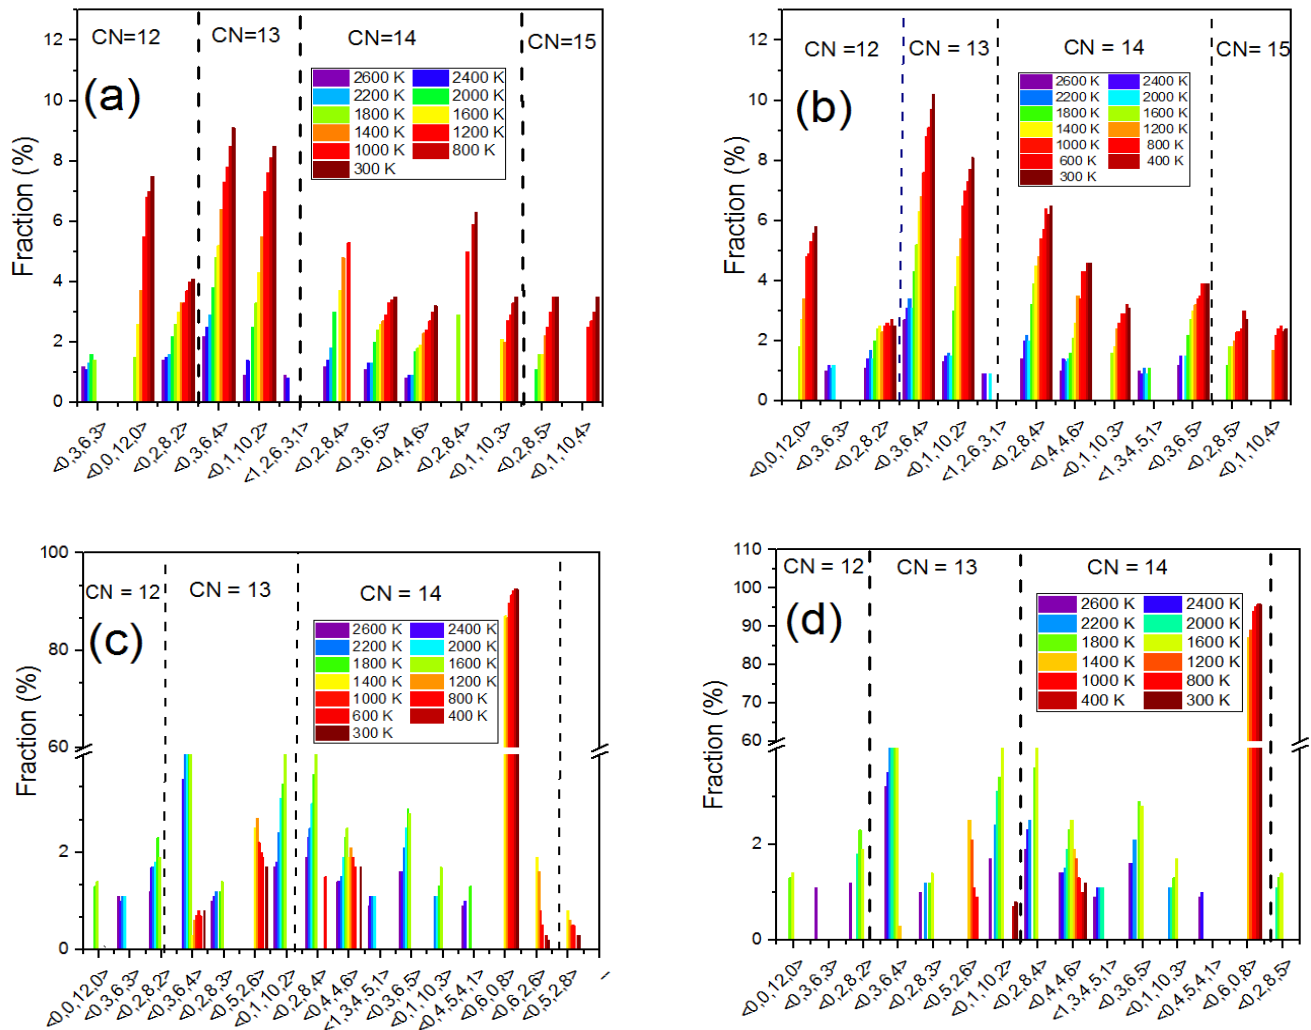 (a)
CN=12 CN=13 CN=14 CN=15
12
10
8
6
4
2
0
Fraction (%)
2600 K 2400 K
2200 K 2000 K
1800 K 1600 K
1400 K 1200 K
1000 K 800 K
300 K
<0,3,6,3> <0,0,12,0> <0,2,8,2> <0,3,6,4> <0,1,10,2> <1,2,6,3,1> <0,2,8,4> <0,3,6,5> <0,4,4,6> <0,2,8,4> <0,1,10,3> <0,2,8,5> <0,1,10,4>
(b)
CN =12 CN = 13 CN = 14 CN= 15
12
10
8
6
4
2
0
Fraction (%)
2600 K 2400 K
2200 K 2000 K
1800 K 1600 K
1400 K 1200 K
1000 K 800 K
600 K 400 K
300 K
<0,0,12,0> <0,3,6,3> <0,2,8,2> <0,3,6,4> <0,1,10,2> <1,2,6,3,1> <0,2,8,4> <0,4,4,6> <0,1,10,3> <1,3,4,5,1> <0,3,6,5> <0,2,8,5> <0,1,10,4>
(c)
CN = 12 CN = 13 CN = 14
100
80
60
2
0
Fraction (%)
2600 K 2400 K
2200 K 2000 K
1800 K 1600 K
1400 K 1200 K
1000 K 800 K
600 K 400 K
300 K
<0,0,12,0> <0,3,6,3> <0,2,8,2> <0,3,6,4> <0,2,8,3> <0,5,2,6> <0,1,10,2> <0,2,8,4> <0,4,4,6> <1,3,4,5,1> <0,3,6,5> <0,1,10,3> <0,4,5,4,1> <0,6,0,8> <0,6,2,6> <0,5,2,8> --
(d)
CN = 12 CN = 13 CN = 14
110
100
90
80
70
60
2
0
Fraction (%)
2600 K 2400 K
2200 K 2000 K
1800 K 1600 K
1400 K 1200 K
1000 K 800 K
400 K 300 K
<0,0,12,0> <0,3,6,3> <0,2,8,2> <0,3,6,4> <0,2,8,3> <0,5,2,6> <0,1,10,2> <0,2,8,4> <0,4,4,6> <1,3,4,5,1> <0,3,6,5> <0,1,10,3> <0,4,5,4,1> <0,6,0,8> <0,2,8,5>